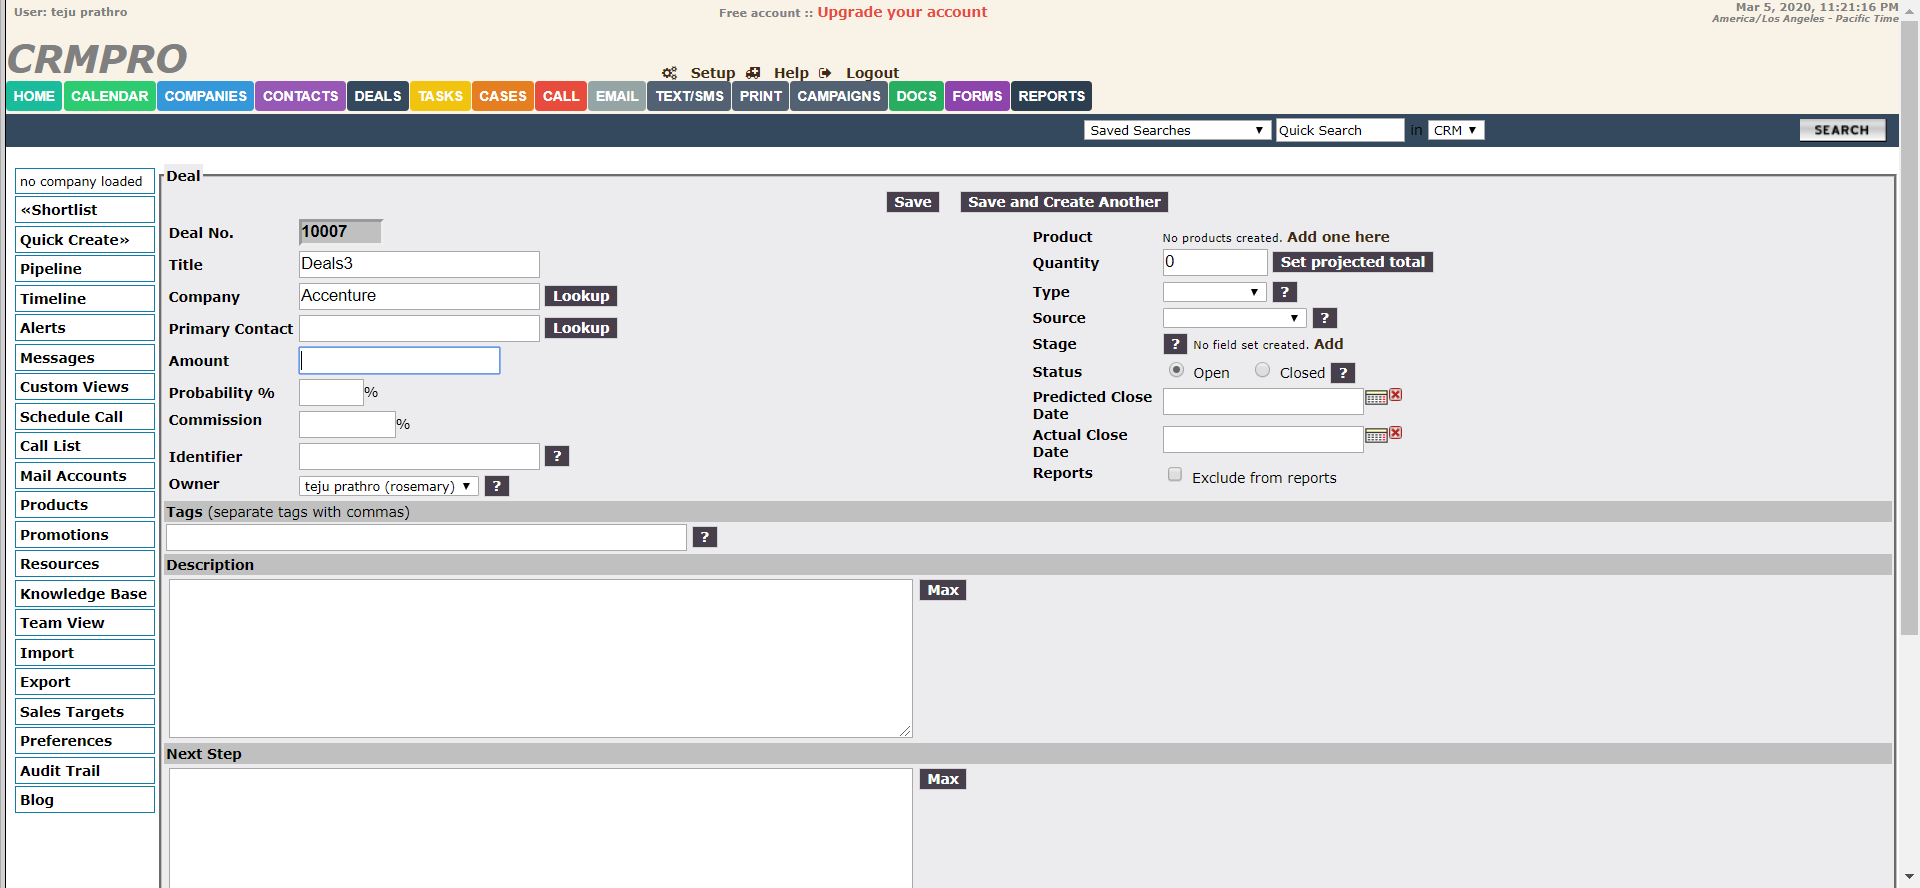 User: teju prathro
Free account :: Upgrade your account
Mar 5, 2020, 11:21:16 PM
America/Los Angeles - Pacific Time
CRMPRO
Setup Help Logout
HOME CALENDAR COMPANIES CONTACTS DEALS TASKS CASES CALL EMAIL TEXT/SMS PRINT CAMPAIGNS DOCS FORMS REPORTS
Saved Searches Quick Search in CRM SEARCH
no company loaded
«Shortlist
Quick Create»
Pipeline
Timeline
Alerts
Messages
Custom Views
Schedule Call
Call List
Mail Accounts
Products
Promotions
Resources
Knowledge Base
Team View
Import
Export
Sales Targets
Preferences
Audit Trail
Blog
Deal
Save Save and Create Another
Deal No. 10007
Title Deals3
Company Accenture Lookup
Primary Contact Lookup
Amount
Probability % %
Commission %
Identifier ?
Owner teju prathro (rosemary) ?
Product No products created. Add one here
Quantity 0 Set projected total
Type ?
Source ?
Stage ? No field set created. Add
Status Open Closed ?
Predicted Close
Date
Actual Close
Date
Reports Exclude from reports
Tags (separate tags with commas)
?
Description
Max
Next Step
Max